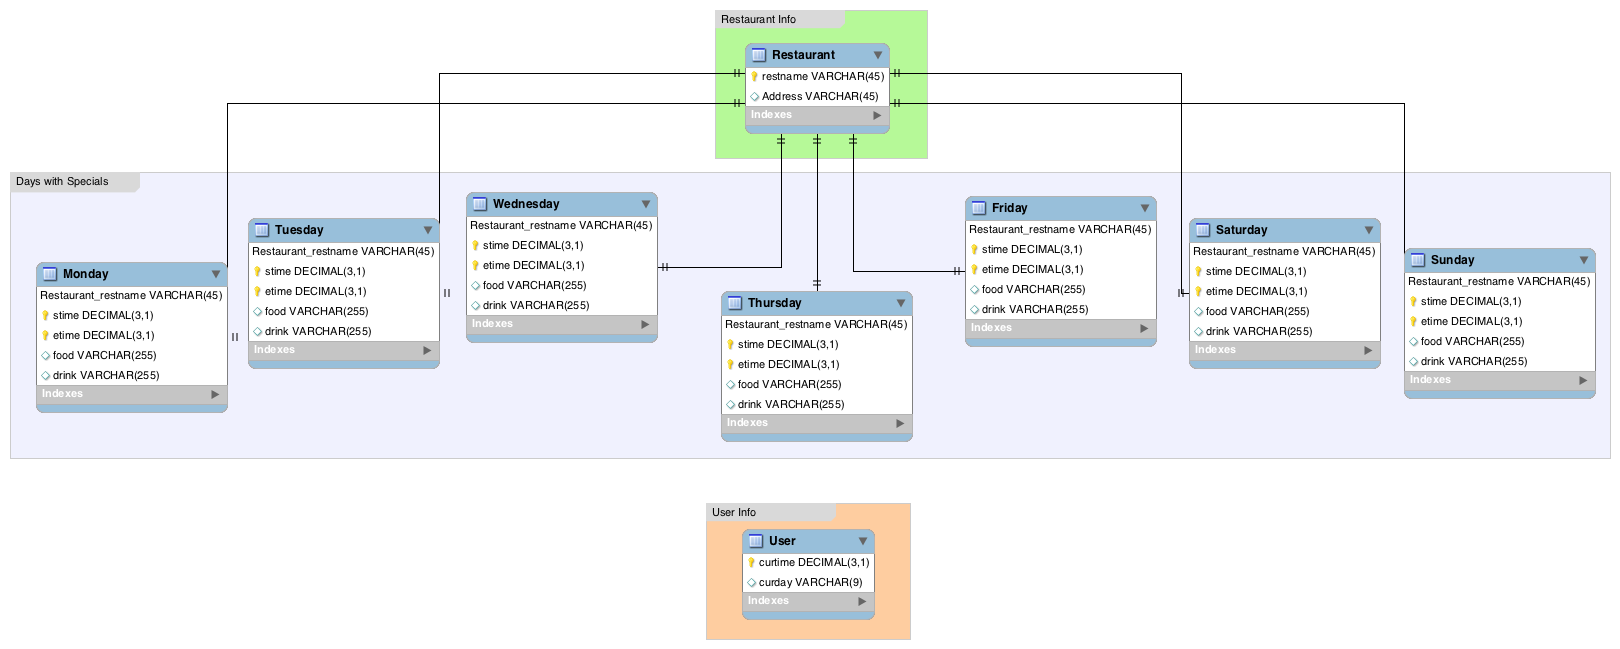 Restaurant Info
Restaurant
restname VARCHAR(45)
Address VARCHAR(45)
Indexes
Days with Specials
Monday
Restaurant_restname VARCHAR(45)
stime DECIMAL(3,1)
etime DECIMAL(3,1)
food VARCHAR(255)
drink VARCHAR(255)
Indexes
Tuesday
Restaurant_restname VARCHAR(45)
stime DECIMAL(3,1)
etime DECIMAL(3,1)
food VARCHAR(255)
drink VARCHAR(255)
Indexes
Wednesday
Restaurant_restname VARCHAR(45)
stime DECIMAL(3,1)
etime DECIMAL(3,1)
food VARCHAR(255)
drink VARCHAR(255)
Indexes
Thursday
Restaurant_restname VARCHAR(45)
stime DECIMAL(3,1)
etime DECIMAL(3,1)
food VARCHAR(255)
drink VARCHAR(255)
Indexes
Friday
Restaurant_restname VARCHAR(45)
stime DECIMAL(3,1)
etime DECIMAL(3,1)
food VARCHAR(255)
drink VARCHAR(255)
Indexes
Saturday
Restaurant_restname VARCHAR(45)
stime DECIMAL(3,1)
etime DECIMAL(3,1)
food VARCHAR(255)
drink VARCHAR(255)
Indexes
Sunday
Restaurant_restname VARCHAR(45)
stime DECIMAL(3,1)
etime DECIMAL(3,1)
food VARCHAR(255)
drink VARCHAR(255)
Indexes
User Info
User
curtime DECIMAL(3,1)
curday VARCHAR(9)
Indexes